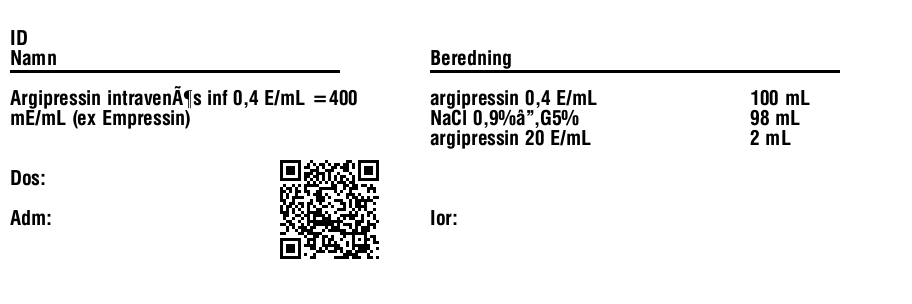 ID
Namn
Beredning
Argipressin intravenÃ¶s inf 0,4 E/mL =400
mE/mL (ex Empressin)
argipressin 0,4 E/mL 100 mL
NaCl 0,9%â”,G5% 98 mL
argipressin 20 E/mL 2 mL
Dos:
Adm:
Ior: